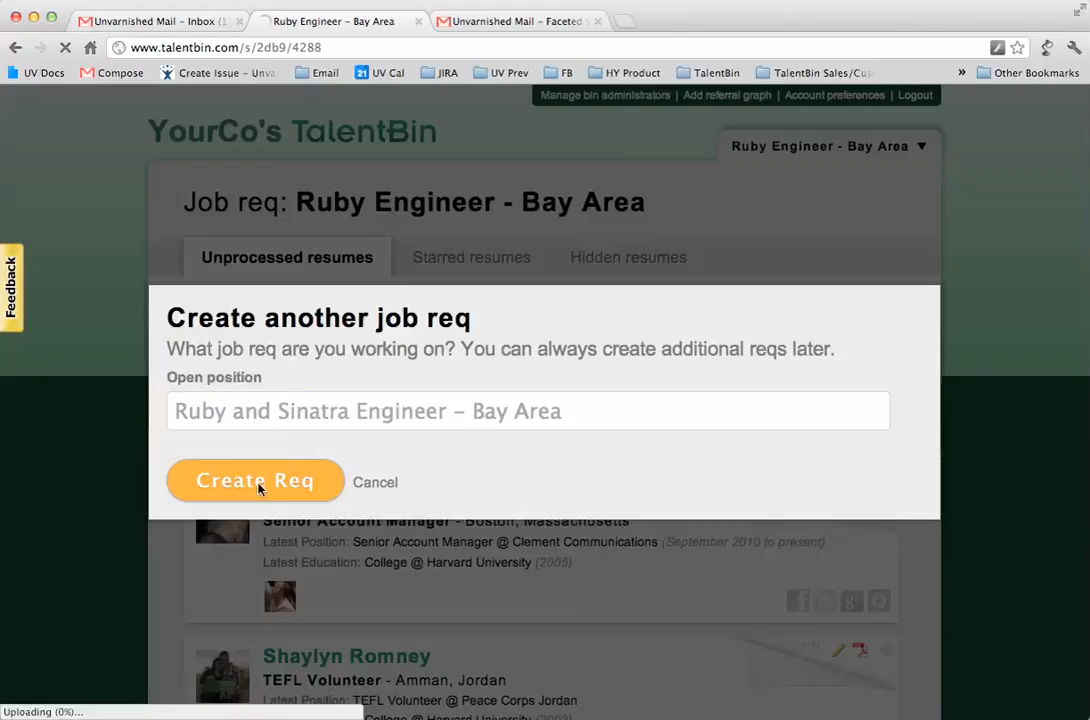 Unvarnished Mail - Inbox (1
Ruby Engineer - Bay Area
Unvarnished Mail - Faceted
www.talentbin.com/s/2db9/4288
UV Docs
Compose
Create Issue - Unva
Email
21 UV Cal
JIRA
UV Prev
FB
HY Product
TalentBin
TalentBin Sales/Cus
»
Other Bookmarks
Manage bin administrators | Add referral graph | Account preferences | Logout
YourCo's TalentBin
Ruby Engineer - Bay Area ▼
Job req: Ruby Engineer - Bay Area
Unprocessed resumes
Starred resumes
Hidden resumes
Feedback
Create another job req
What job req are you working on? You can always create additional reqs later.
Open position
Ruby and Sinatra Engineer – Bay Area
Create Req
Cancel
Senior Account Manager - Boston, Massachusetts
Latest Position: Senior Account Manager @ Clement Communications (September 2010 to present)
Latest Education: College @ Harvard University (2005)
Shaylyn Romney
TEFL Volunteer - Amman, Jordan
Latest Position: TEFL Volunteer @ Peace Corps Jordan
College @ Harvard University
Uploading (0%)...